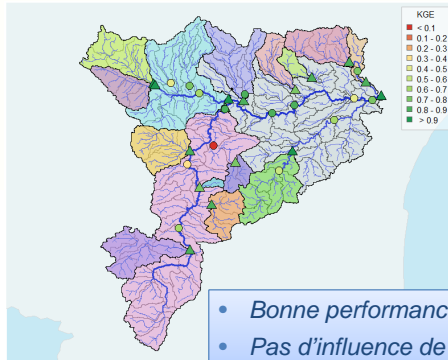 KGE
< 0.1
0.1 - 0.2
0.2 - 0.3
0.3 - 0.4
0.4 - 0.5
0.5 - 0.6
0.6 - 0.7
0.7 - 0.8
0.8 - 0.9
> 0.9
• Bonne performanc
• Pas d'influence de